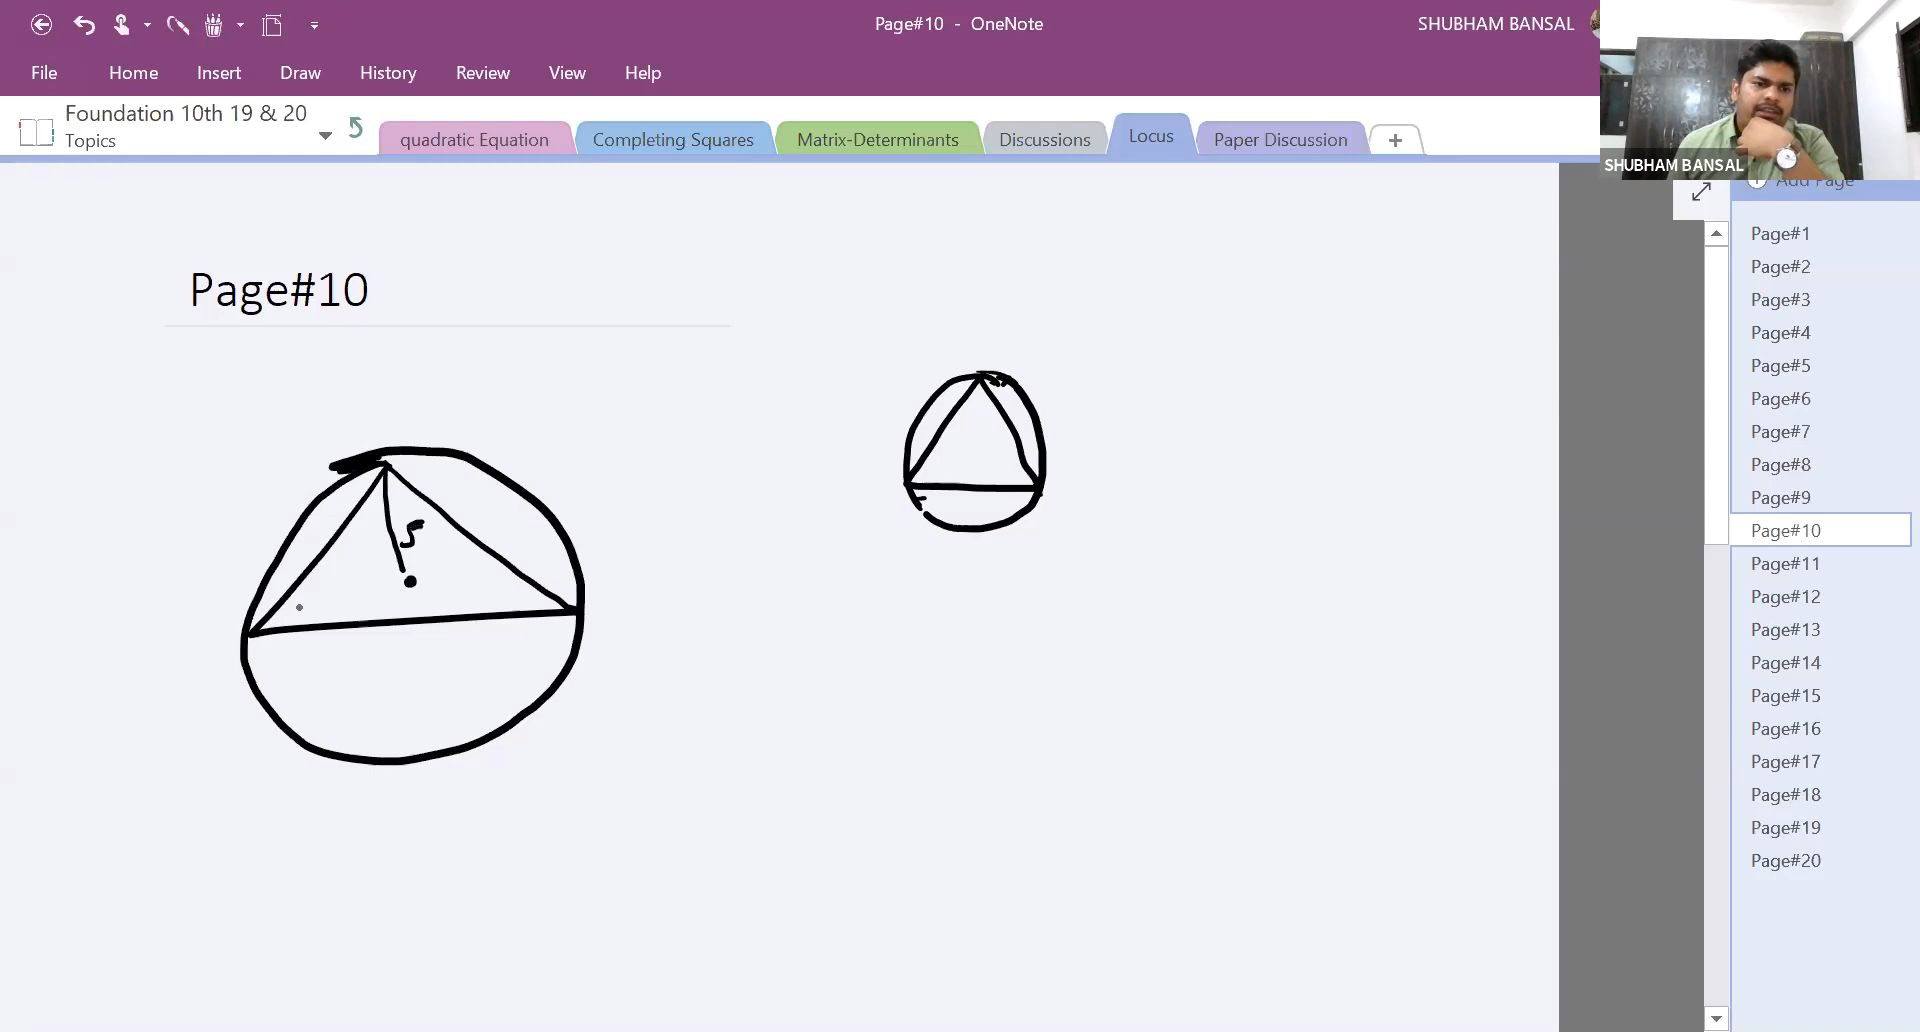 Page#10 - OneNote
SHUBHAM BANSAL
File Home Insert Draw History Review View Help
Foundation 10th 19 & 20
Topics
quadratic Equation Completing Squares Matrix-Determinants Discussions Locus Paper Discussion +
SHUBHAM BANSAL
Add Page
Page#10
5
Page#1
Page#2
Page#3
Page#4
Page#5
Page#6
Page#7
Page#8
Page#9
Page#10
Page#11
Page#12
Page#13
Page#14
Page#15
Page#16
Page#17
Page#18
Page#19
Page#20